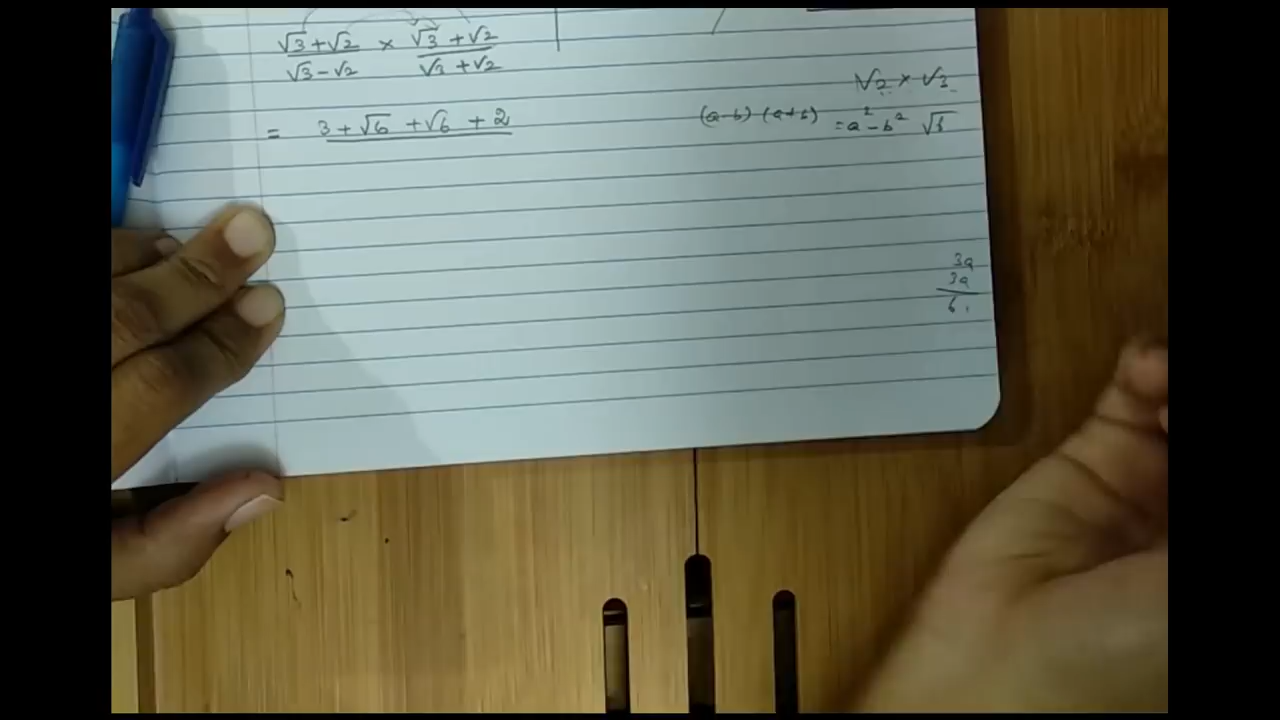 √3+√2 × √3+√2
√3-√2 √3+√2
√2 × √3
= 3+√6 +√6 +2
(a-b) (a+b) =a²-b²
3a
3a
6